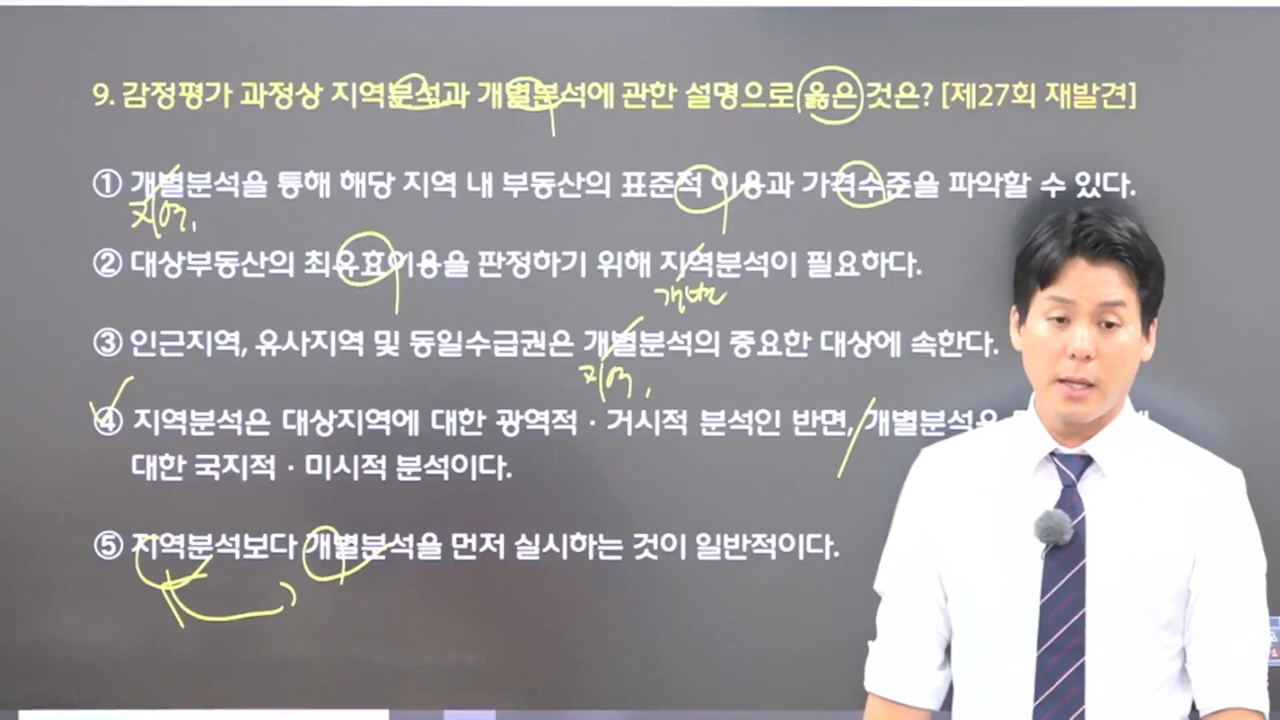 9. 감정평가 과정상 지역분석과 개별분석에 관한 설명으로 옳은 것은? [제27회 재발견]
① 개별분석을 통해 해당 지역 내 부동산의 표준적 이용과 가격수준을 파악할 수 있다.
지역.
② 대상부동산의 최유효이용을 판정하기 위해 지역분석이 필요하다.
개별
③ 인근지역, 유사지역 및 동일수급권은 개별분석의 중요한 대상에 속한다.
지역.
④ 지역분석은 대상지역에 대한 광역적·거시적 분석인 반면, 개별분석은
대한 국지적·미시적 분석이다.
⑤ 지역분석보다 개별분석을 먼저 실시하는 것이 일반적이다.